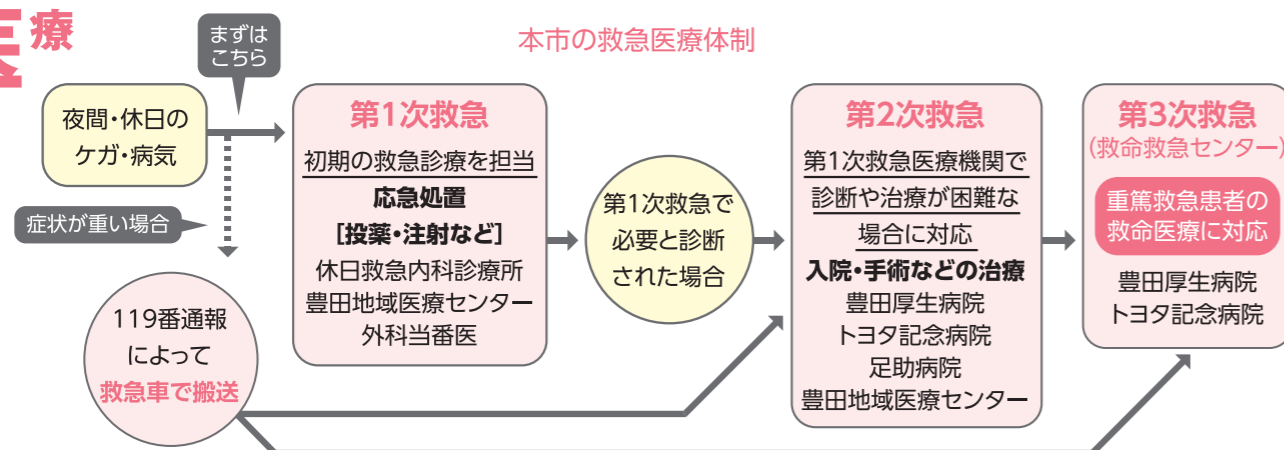 療
まずは
こちら
本市の救急医療体制
夜間・休日の
ケガ・病気
症状が重い場合
119番通報
によって
救急車で搬送
第1次救急
初期の救急診療を担当
応急処置
［投薬・注射など］
休日救急内科診療所
豊田地域医療センター
外科当番医
第1次救急で
必要と診断
された場合
第2次救急
第1次救急医療機関で
診断や治療が困難な
場合に対応
入院・手術などの治療
豊田厚生病院
トヨタ記念病院
足助病院
豊田地域医療センター
第3次救急
（救命救急センター）
重篤救急患者の
救命医療に対応
豊田厚生病院
トヨタ記念病院